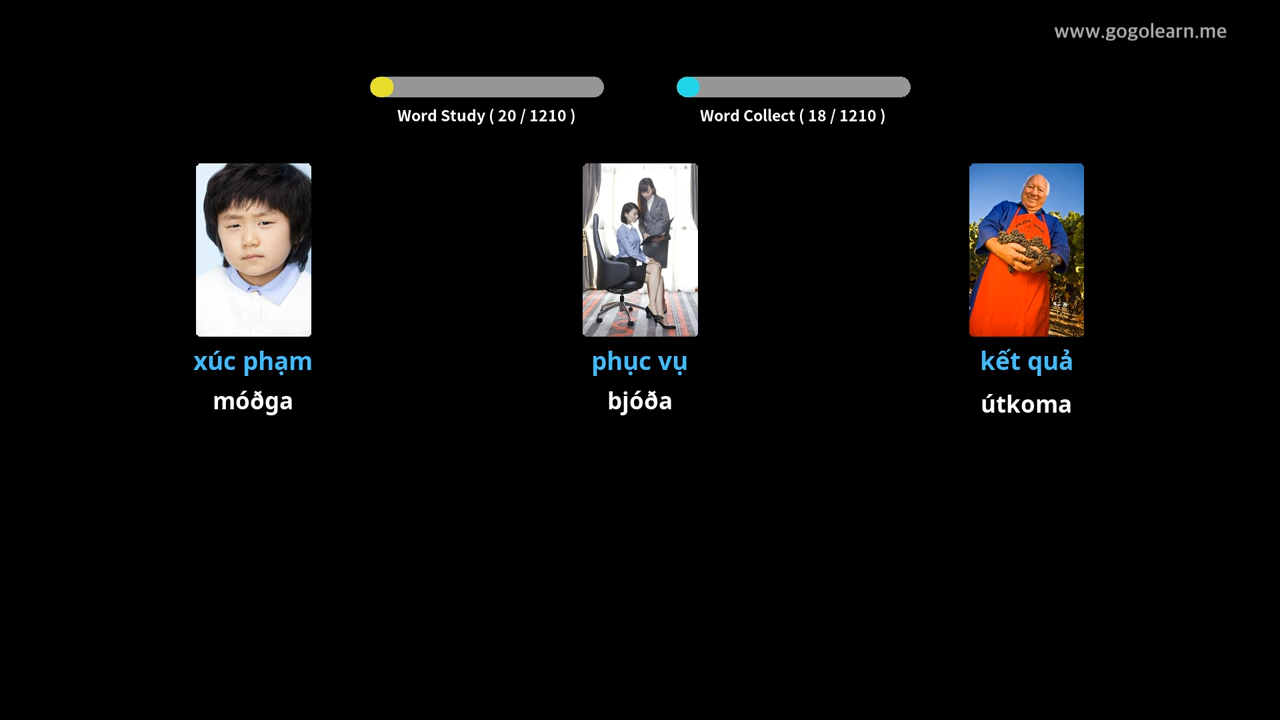 www.gogolearn.me
Word Study ( 20 / 1210 )
Word Collect ( 18 / 1210 )
xúc phạm
móðga
phục vụ
bjóða
kết quả
útkoma